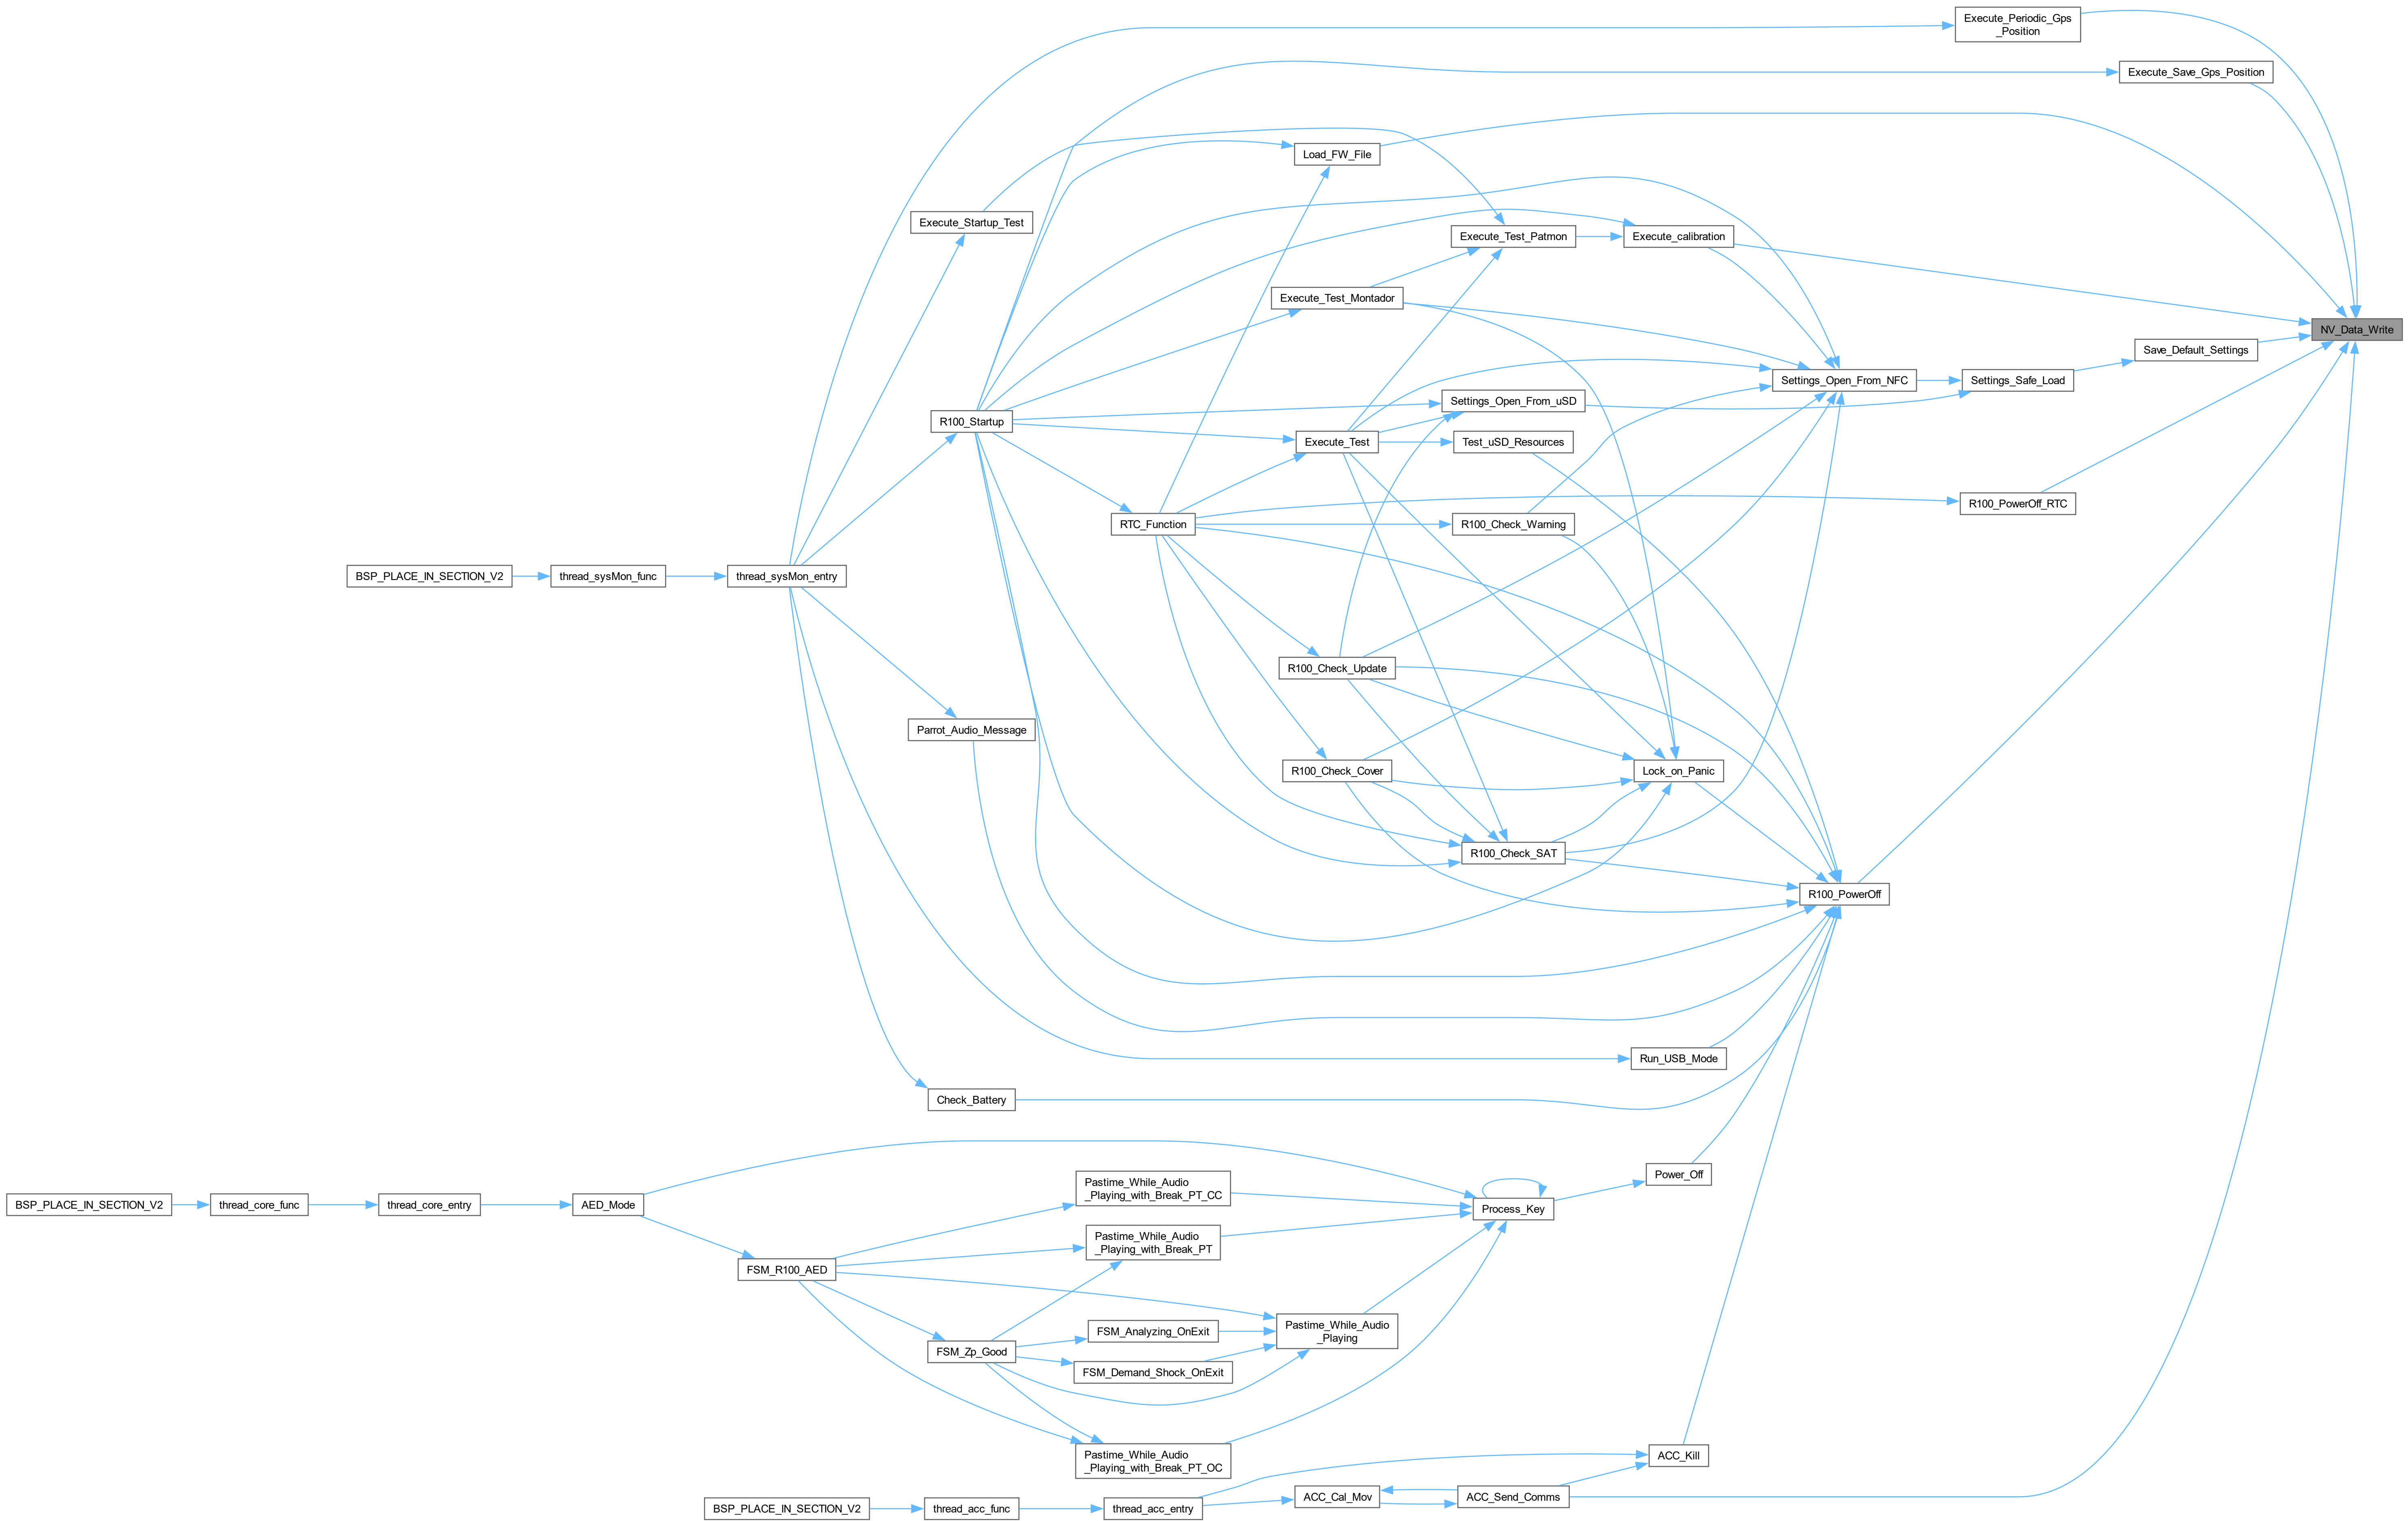 Execute_Periodic_Gps
_Position
Execute_Save_Gps_Position
Load_FW_File
Execute_Startup_Test
Execute_Test_Patmon
Execute_calibration
Execute_Test_Montador
NV_Data_Write
Save_Default_Settings
Settings_Open_From_NFC
Settings_Safe_Load
Settings_Open_From_uSD
R100_Startup
Execute_Test
Test_uSD_Resources
R100_PowerOff_RTC
RTC_Function
R100_Check_Warning
BSP_PLACE_IN_SECTION_V2
thread_sysMon_func
thread_sysMon_entry
R100_Check_Update
Parrot_Audio_Message
R100_Check_Cover
Lock_on_Panic
R100_Check_SAT
R100_PowerOff
Run_USB_Mode
Check_Battery
Power_Off
Pastime_While_Audio
_Playing_with_Break_PT_CC
BSP_PLACE_IN_SECTION_V2
thread_core_func
thread_core_entry
AED_Mode
Process_Key
Pastime_While_Audio
_Playing_with_Break_PT
FSM_R100_AED
Pastime_While_Audio
_Playing
FSM_Analyzing_OnExit
FSM_Zp_Good
FSM_Demand_Shock_OnExit
Pastime_While_Audio
_Playing_with_Break_PT_OC
ACC_Kill
BSP_PLACE_IN_SECTION_V2
thread_acc_func
thread_acc_entry
ACC_Cal_Mov
ACC_Send_Comms